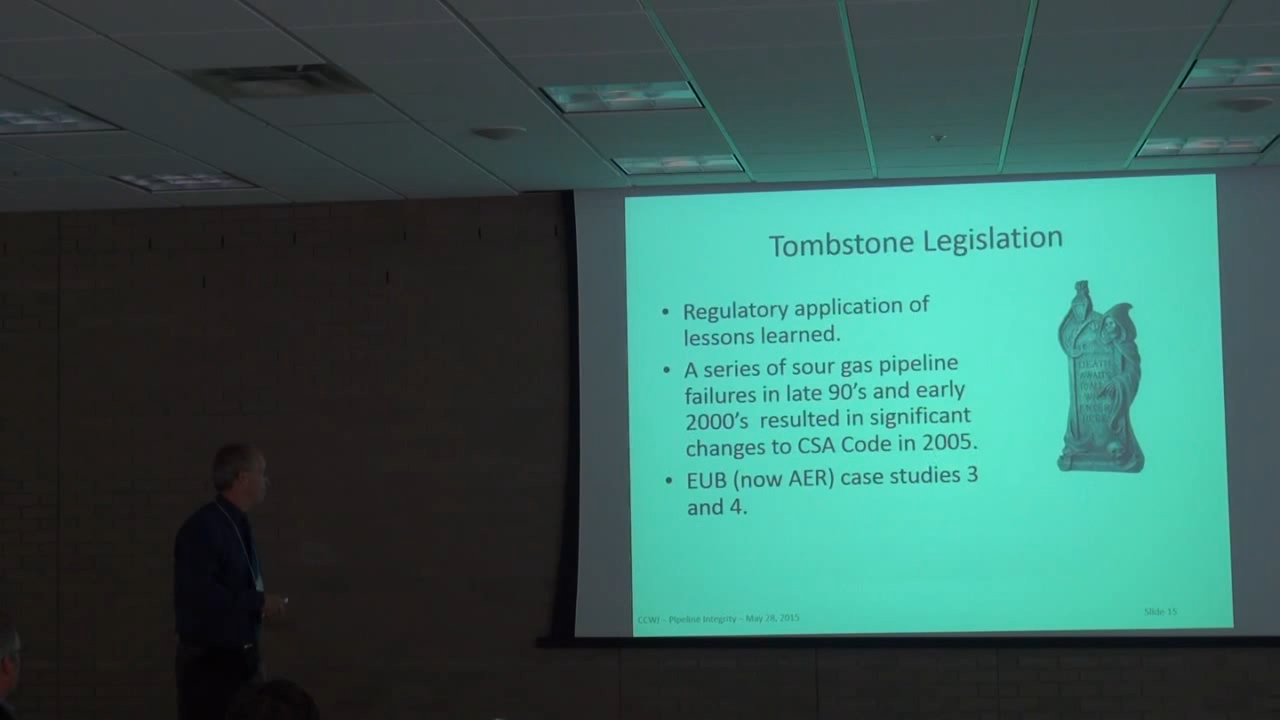 Tombstone Legislation
• Regulatory application of
lessons learned.
• A series of sour gas pipeline
failures in late 90's and early
2000's resulted in significant
changes to CSA Code in 2005.
• EUB (now AER) case studies 3
and 4.
DEATH
CCWJ – Pipeline Intrgrity – May 28, 2015
Slide 15